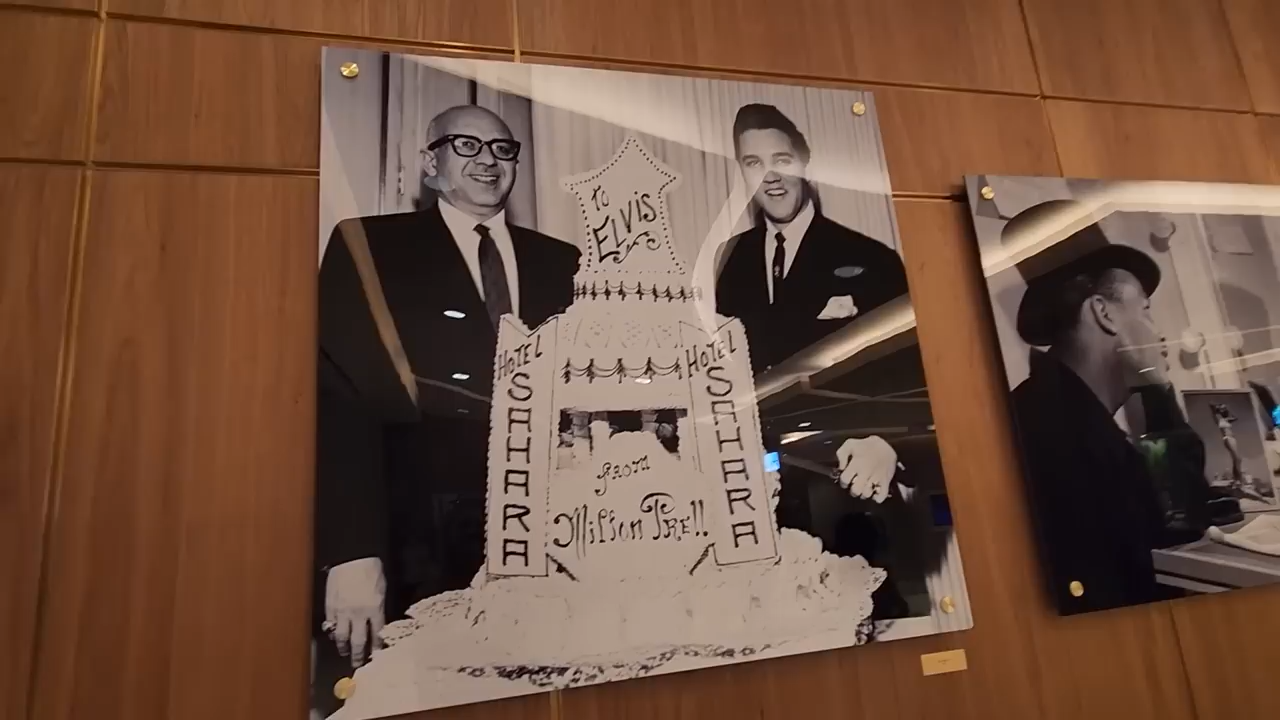 To
ELVIS
HOTEL
SAHARA
HOTEL
SAHARA
from
Milton Prell